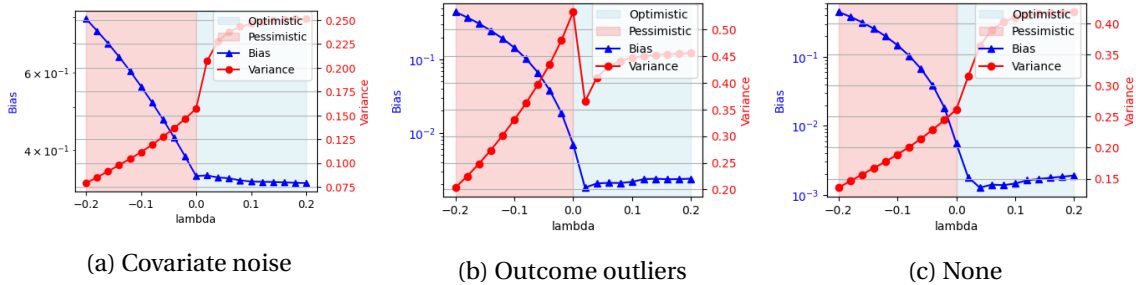 Bias
6 × 10⁻¹
4 × 10⁻¹
−0.2
−0.1
0.0
0.1
0.2
lambda
Optimistic
Pessimistic
Bias
Variance
0.250
0.225
0.200
0.175
0.150
0.125
0.100
0.075
Variance
(a) Covariate noise
Bias
10⁻¹
10⁻²
−0.2
−0.1
0.0
0.1
0.2
lambda
Optimistic
Pessimistic
Bias
Variance
0.50
0.45
0.40
0.35
0.30
0.25
0.20
Variance
(b) Outcome outliers
Bias
10⁻¹
10⁻²
10⁻³
−0.2
−0.1
0.0
0.1
0.2
lambda
Optimistic
Pessimistic
Bias
Variance
0.40
0.35
0.30
0.25
0.20
0.15
Variance
(c) None